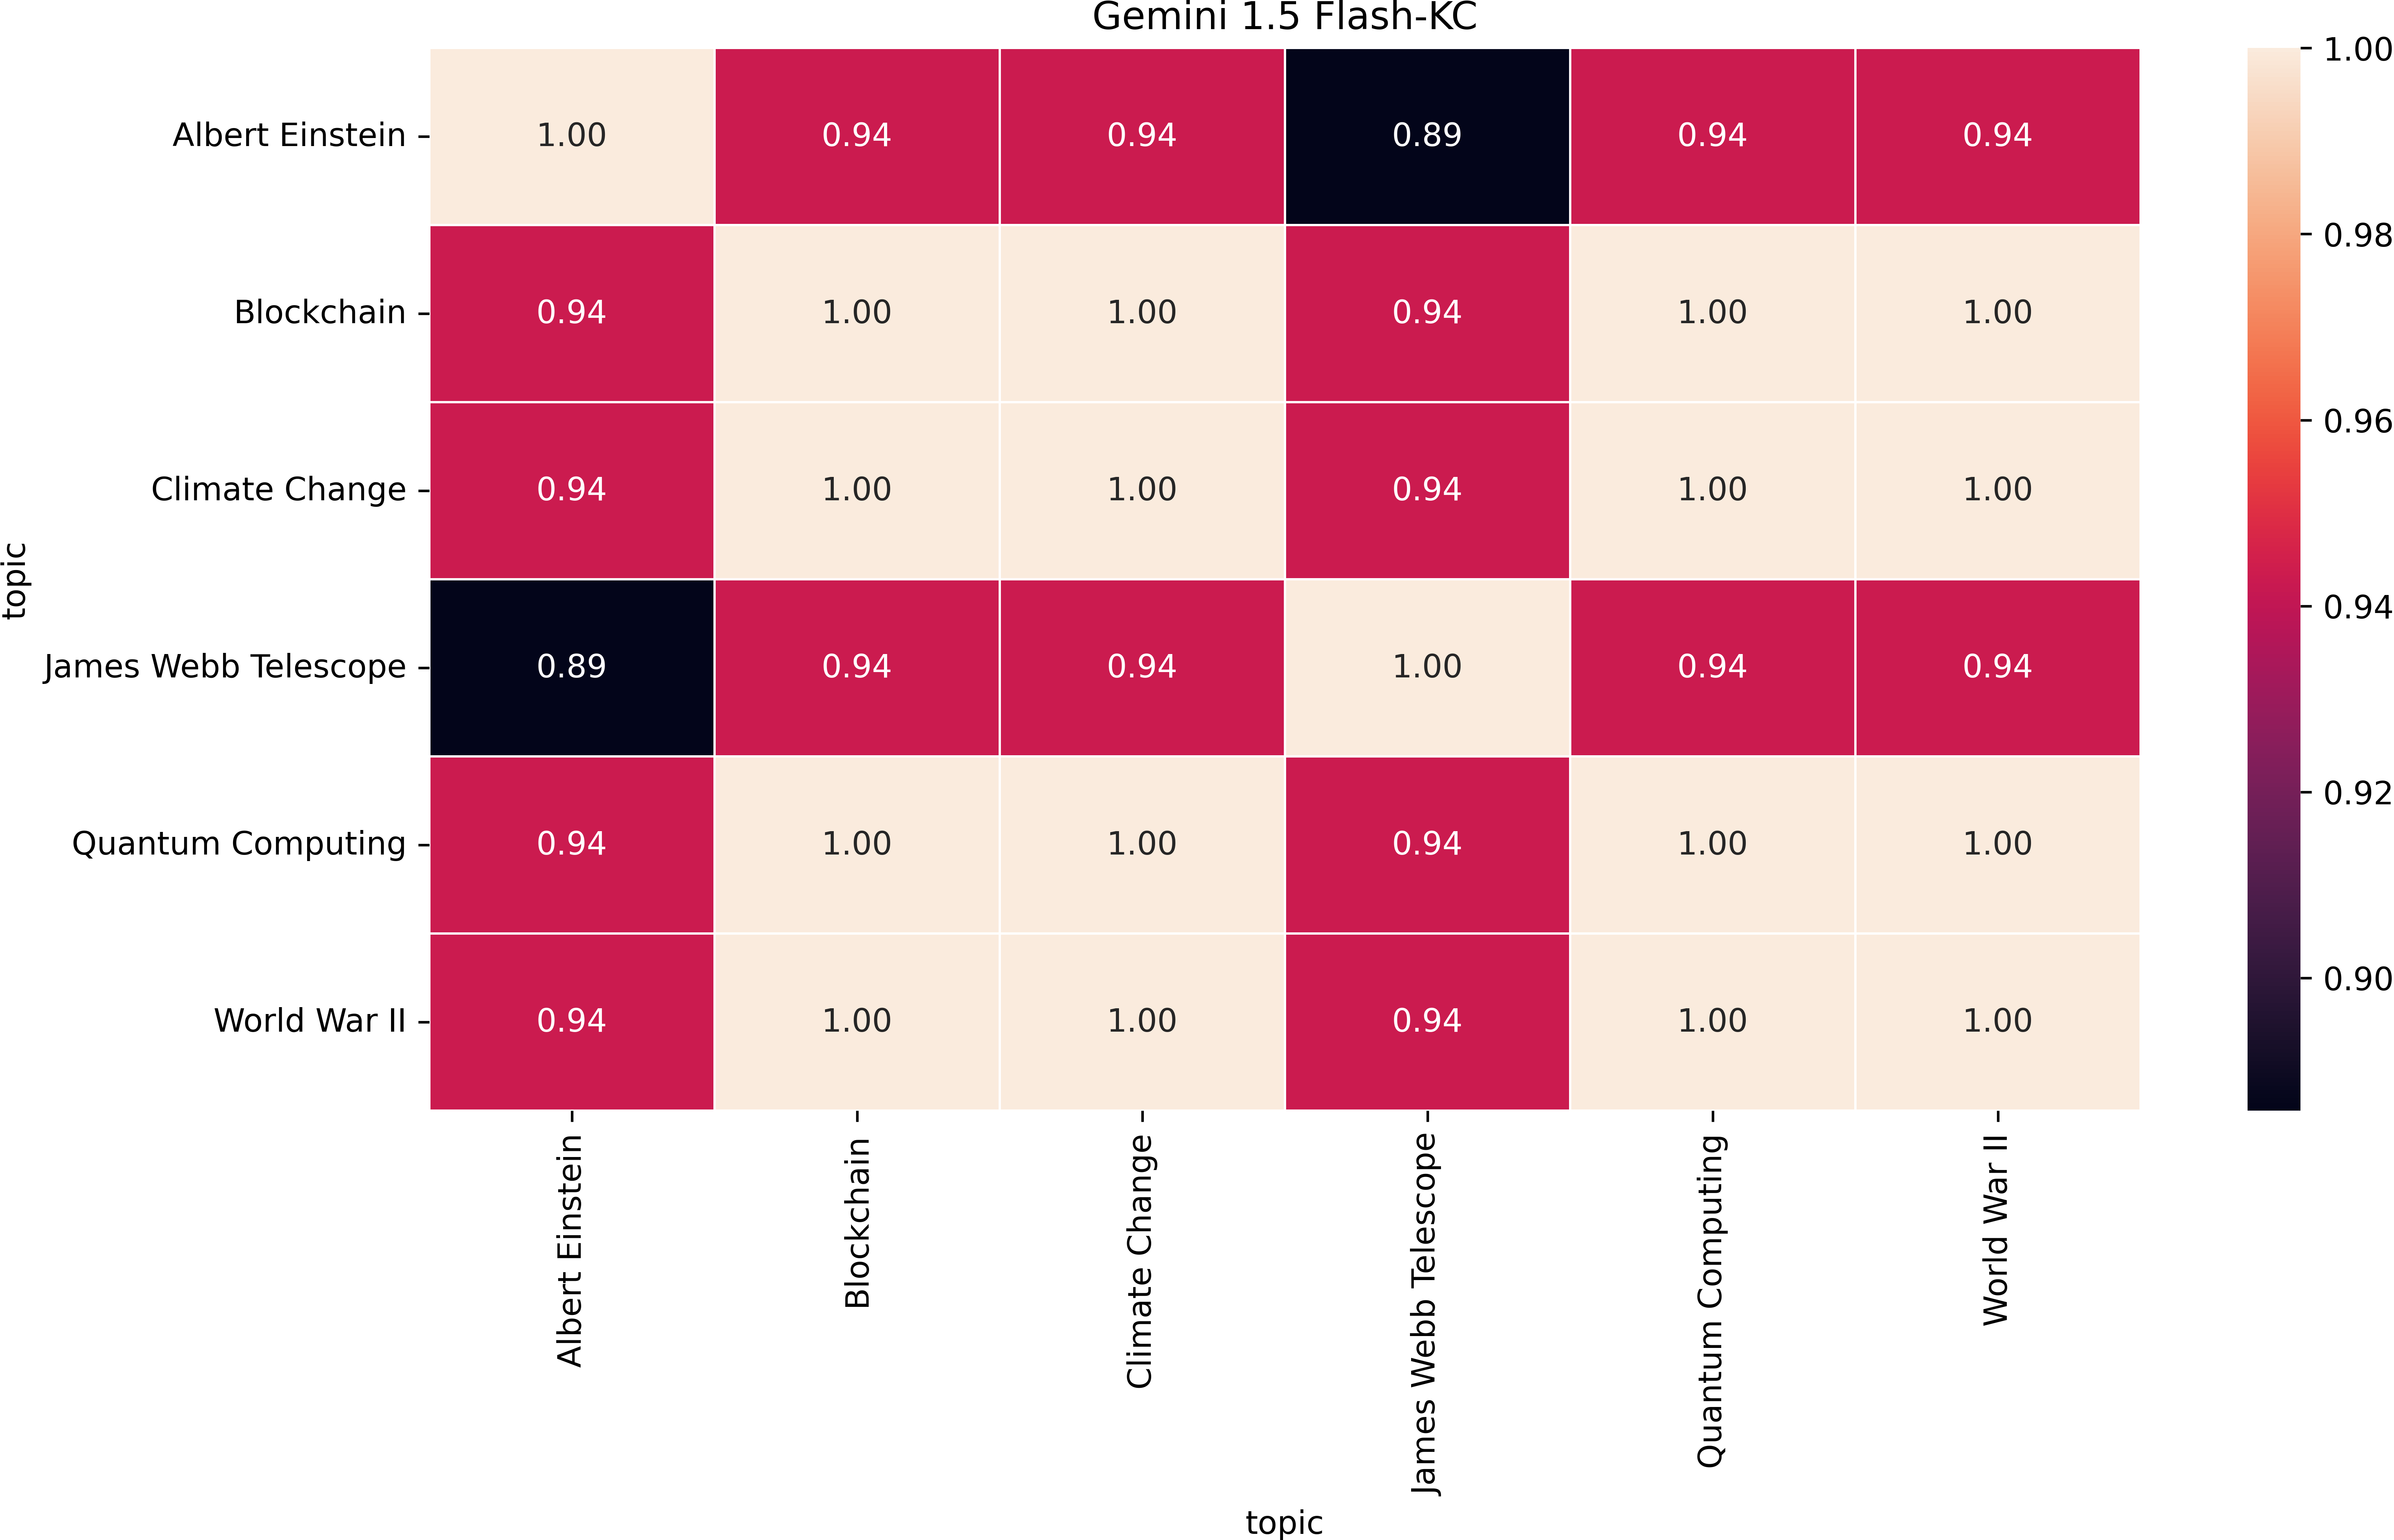 Gemini 1.5 Flash-KC
Albert Einstein 1.00 0.94 0.94 0.89 0.94 0.94
Blockchain 0.94 1.00 1.00 0.94 1.00 1.00
Climate Change 0.94 1.00 1.00 0.94 1.00 1.00
James Webb Telescope 0.89 0.94 0.94 1.00 0.94 0.94
Quantum Computing 0.94 1.00 1.00 0.94 1.00 1.00
World War II 0.94 1.00 1.00 0.94 1.00 1.00
topic
Albert Einstein
Blockchain
Climate Change
James Webb Telescope
Quantum Computing
World War II
topic
1.00
0.98
0.96
0.94
0.92
0.90